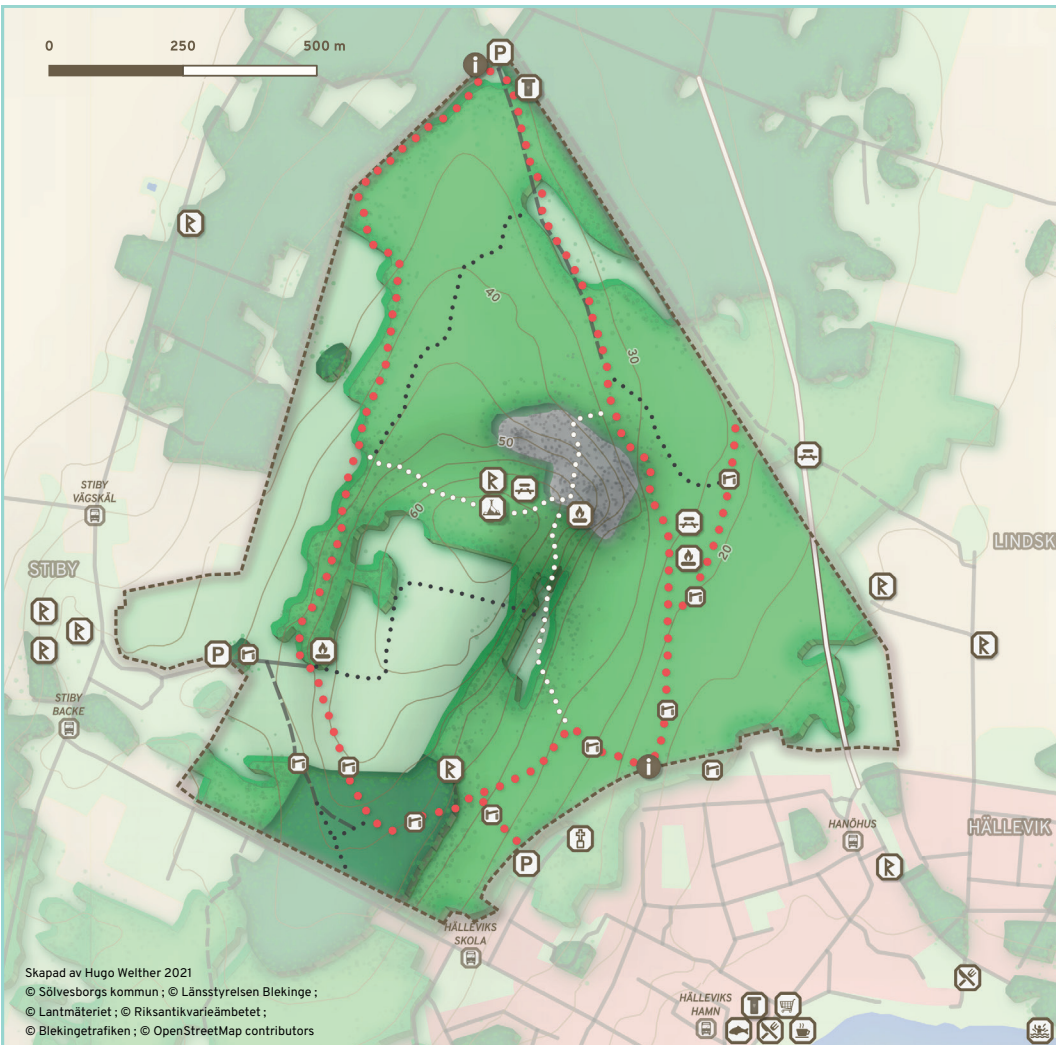 0 250 500 m
P
i
40
30
50
60
20
STIBY
VÄGSKÄL
STIBY
LINDSK
P
STIBY
BACKE
i
P
HANÖHUS
HÄLLEVIK
HÄLLEVIKS
SKOLA
HÄLLEVIKS
HAMN
Skapad av Hugo Welther 2021
© Sölvesborgs kommun ; © Länsstyrelsen Blekinge ;
© Lantmäteriet ; © Riksantikvarieämbetet ;
© Blekingetrafiken ; © OpenStreetMap contributors